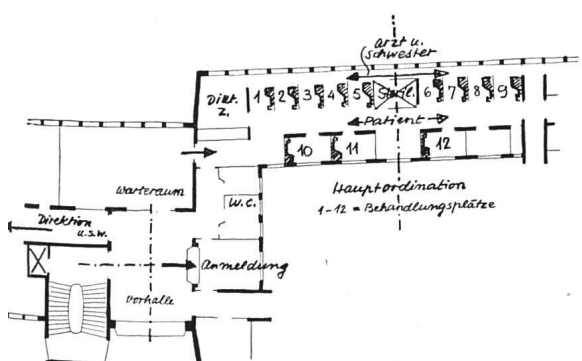 Arzt u.
Schwester
Dikt.
Z.
1 2 3 4 5 Steril. 6 7 8 9
Patient
10 11 12
Warteraum
W.C.
Hauptordination
1-12 = Behandlungsplätze
Direktion
u.s.w.
Anmeldung
Vorhalle